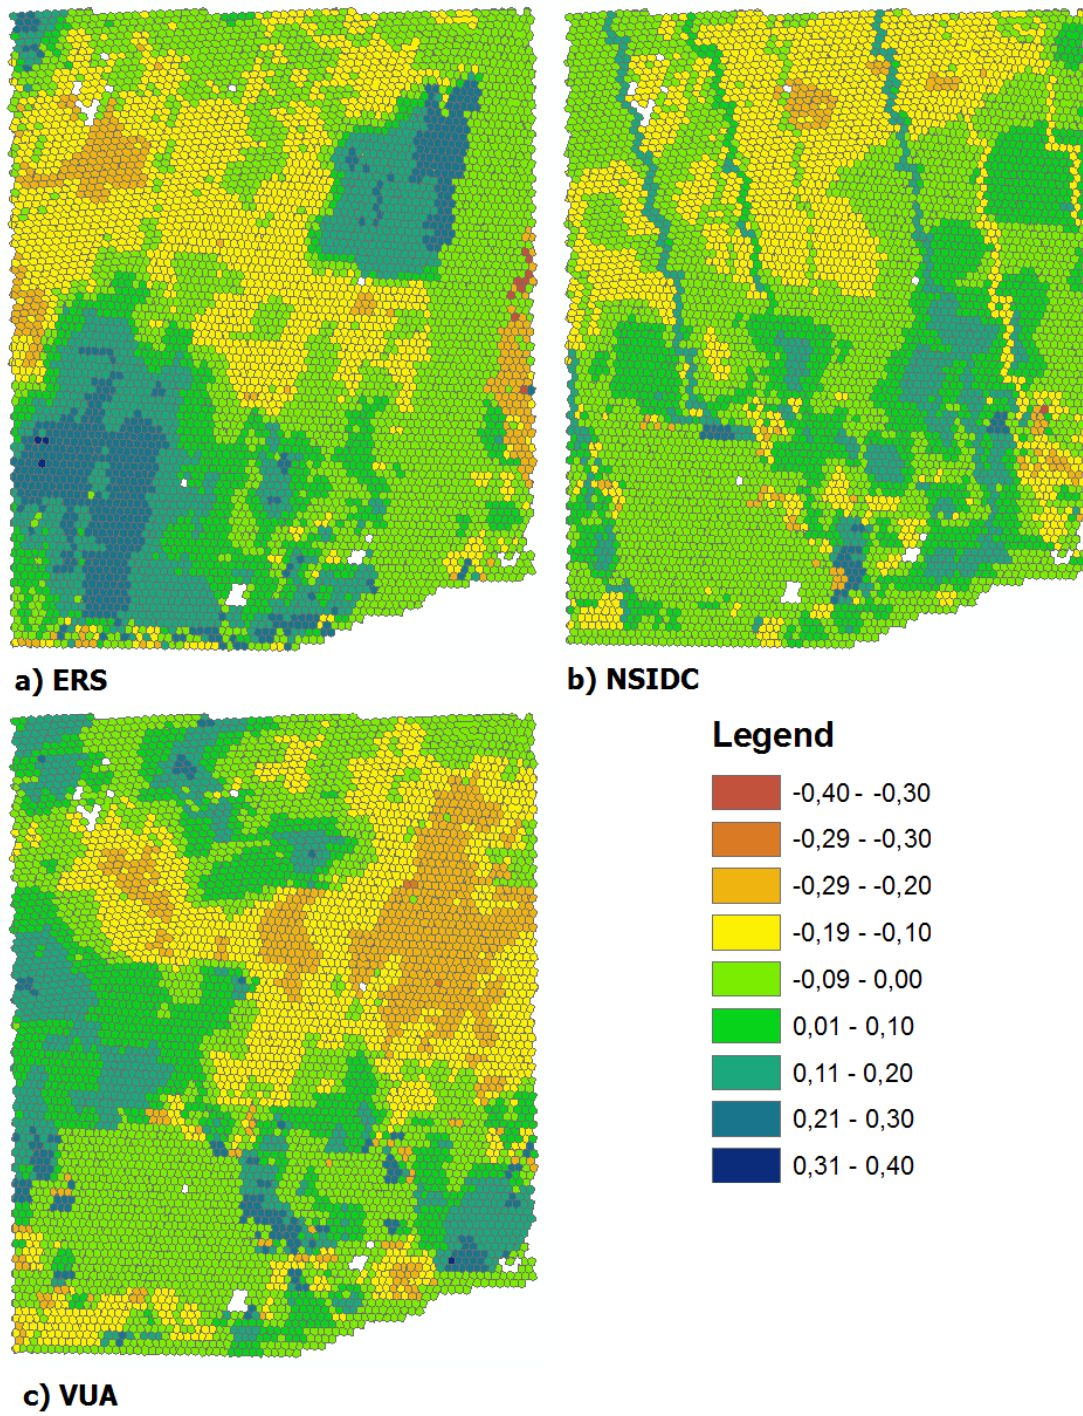 a) ERS
b) NSIDC
c) VUA
Legend
-0,40 - -0,30
-0,29 - -0,30
-0,29 - -0,20
-0,19 - -0,10
-0,09 - 0,00
0,01 - 0,10
0,11 - 0,20
0,21 - 0,30
0,31 - 0,40